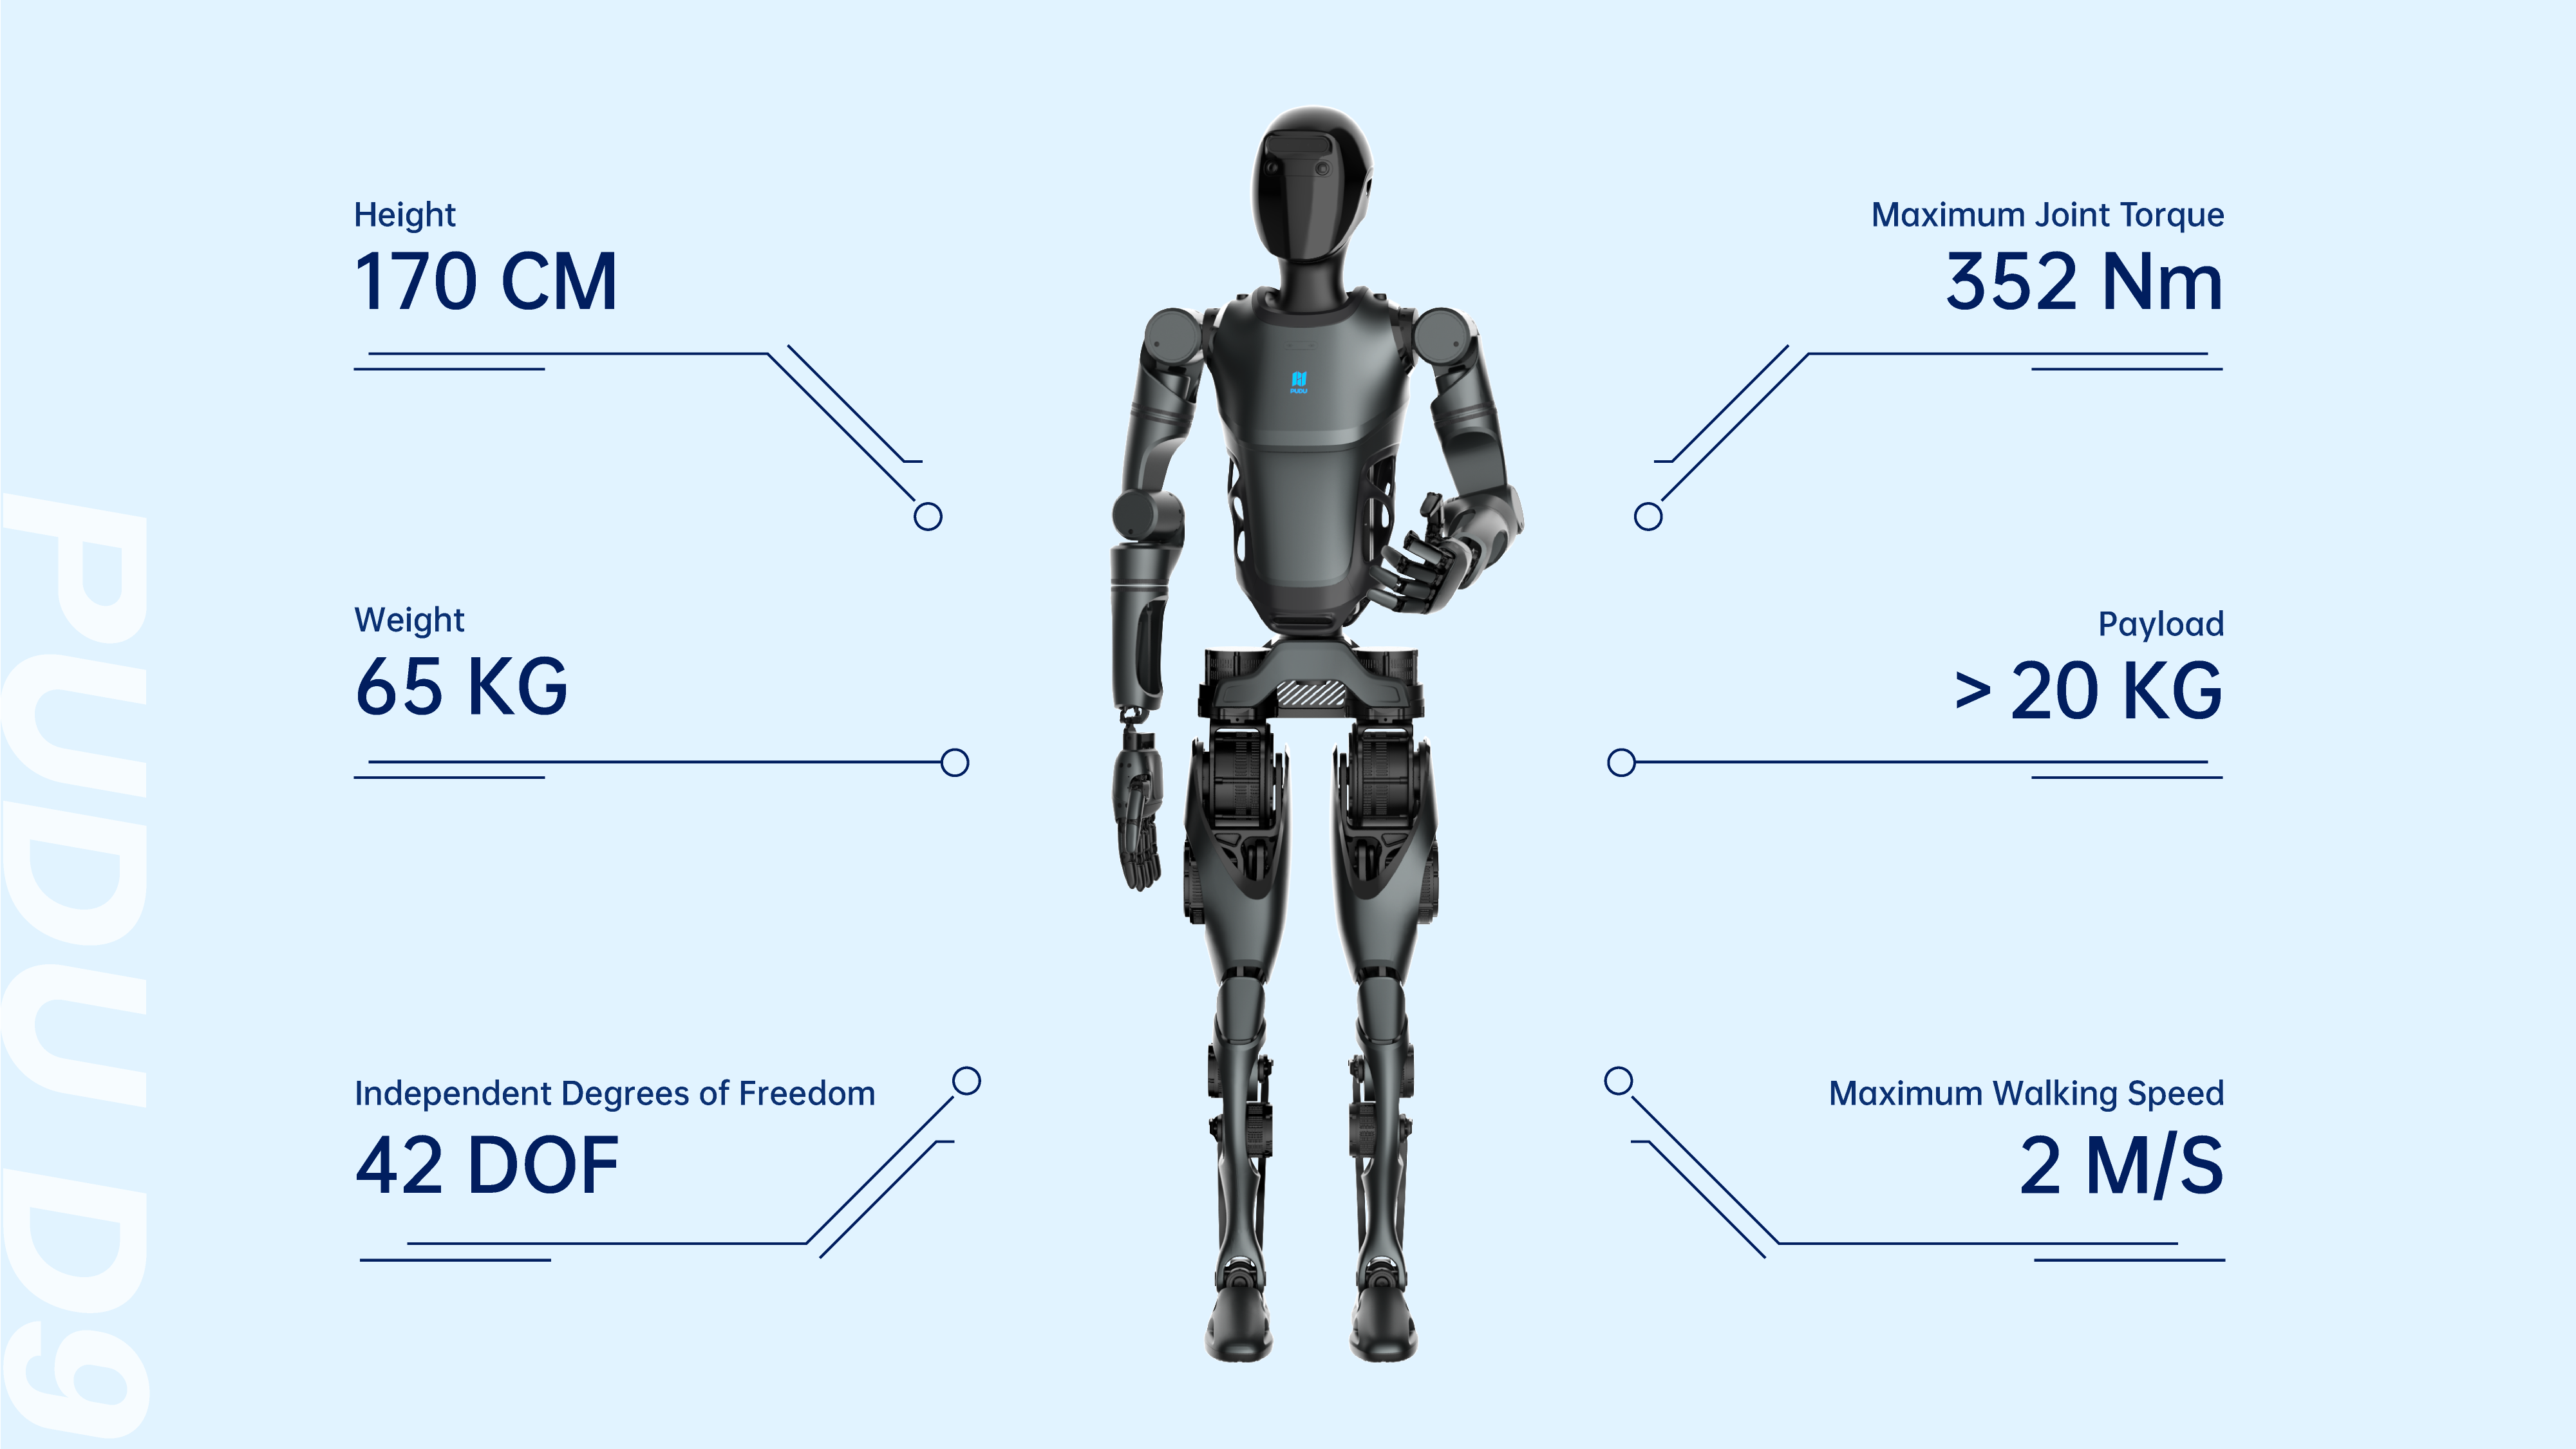 Height
170 CM
Maximum Joint Torque
352 Nm
PUDU
Weight
65 KG
Payload
> 20 KG
Independent Degrees of Freedom
42 DOF
Maximum Walking Speed
2 M/S
PUDU D9